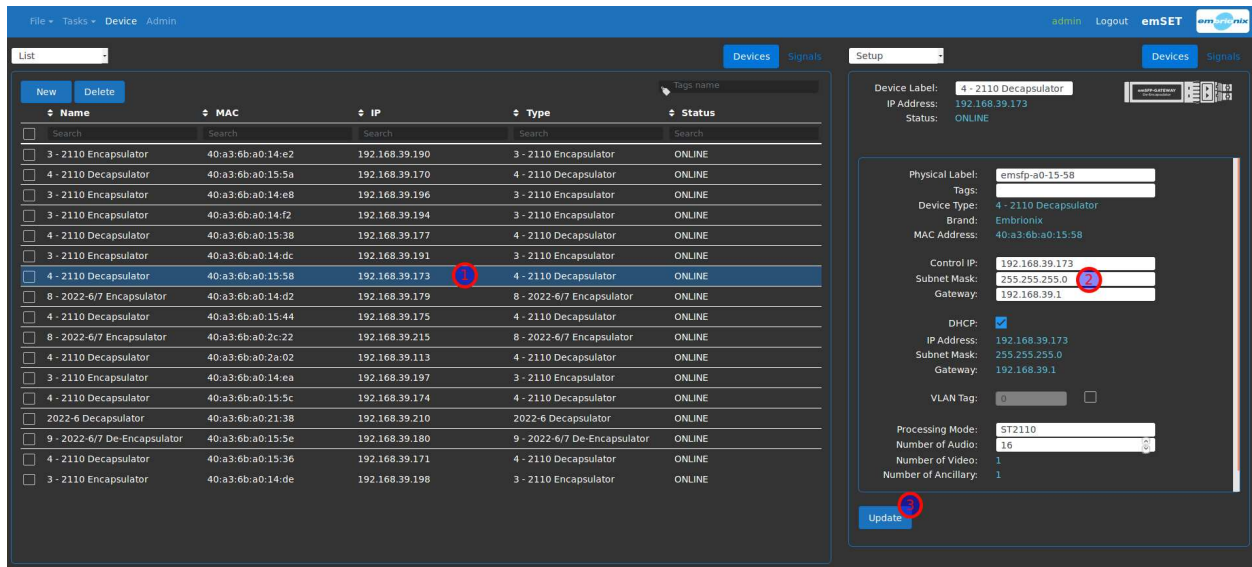 File Tasks Device Admin admin Logout emSET embrionix
List Devices Signals
New Delete Tags name
Name MAC IP Type Status
Search Search Search Search Search
3 - 2110 Encapsulator 40:a3:6b:a0:14:e2 192.168.39.190 3 - 2110 Encapsulator ONLINE
4 - 2110 Decapsulator 40:a3:6b:a0:15:5a 192.168.39.170 4 - 2110 Decapsulator ONLINE
3 - 2110 Encapsulator 40:a3:6b:a0:14:e8 192.168.39.196 3 - 2110 Encapsulator ONLINE
3 - 2110 Encapsulator 40:a3:6b:a0:14:f2 192.168.39.194 3 - 2110 Encapsulator ONLINE
4 - 2110 Decapsulator 40:a3:6b:a0:15:38 192.168.39.177 4 - 2110 Decapsulator ONLINE
3 - 2110 Encapsulator 40:a3:6b:a0:14:dc 192.168.39.191 3 - 2110 Encapsulator ONLINE
4 - 2110 Decapsulator 40:a3:6b:a0:15:58 192.168.39.173 1 4 - 2110 Decapsulator ONLINE
8 - 2022-6/7 Encapsulator 40:a3:6b:a0:14:d2 192.168.39.179 8 - 2022-6/7 Encapsulator ONLINE
4 - 2110 Decapsulator 40:a3:6b:a0:15:44 192.168.39.175 4 - 2110 Decapsulator ONLINE
8 - 2022-6/7 Encapsulator 40:a3:6b:a0:2c:22 192.168.39.215 8 - 2022-6/7 Encapsulator ONLINE
4 - 2110 Decapsulator 40:a3:6b:a0:2a:02 192.168.39.113 4 - 2110 Decapsulator ONLINE
3 - 2110 Encapsulator 40:a3:6b:a0:14:ea 192.168.39.197 3 - 2110 Encapsulator ONLINE
4 - 2110 Decapsulator 40:a3:6b:a0:15:5c 192.168.39.174 4 - 2110 Decapsulator ONLINE
2022-6 Decapsulator 40:a3:6b:a0:21:38 192.168.39.210 2022-6 Decapsulator ONLINE
9 - 2022-6/7 De-Encapsulator 40:a3:6b:a0:15:5e 192.168.39.180 9 - 2022-6/7 De-Encapsulator ONLINE
4 - 2110 Decapsulator 40:a3:6b:a0:15:36 192.168.39.171 4 - 2110 Decapsulator ONLINE
3 - 2110 Encapsulator 40:a3:6b:a0:14:de 192.168.39.198 3 - 2110 Encapsulator ONLINE
Setup Devices Signals
Device Label: 4 - 2110 Decapsulator
emSFP-GATEWAY
IP Address: 192.168.39.173
Status: ONLINE
Physical Label: emsfp-a0-15-58
Tags:
Device Type: 4 - 2110 Decapsulator
Brand: Embrionix
MAC Address: 40:a3:6b:a0:15:58
Control IP: 192.168.39.173
Subnet Mask: 255.255.255.0 2
Gateway: 192.168.39.1
DHCP:
IP Address: 192.168.39.173
Subnet Mask: 255.255.255.0
Gateway: 192.168.39.1
VLAN Tag: 0
Processing Mode: ST2110
Number of Audio: 16
Number of Video: 1
Number of Ancillary: 1
3
Update